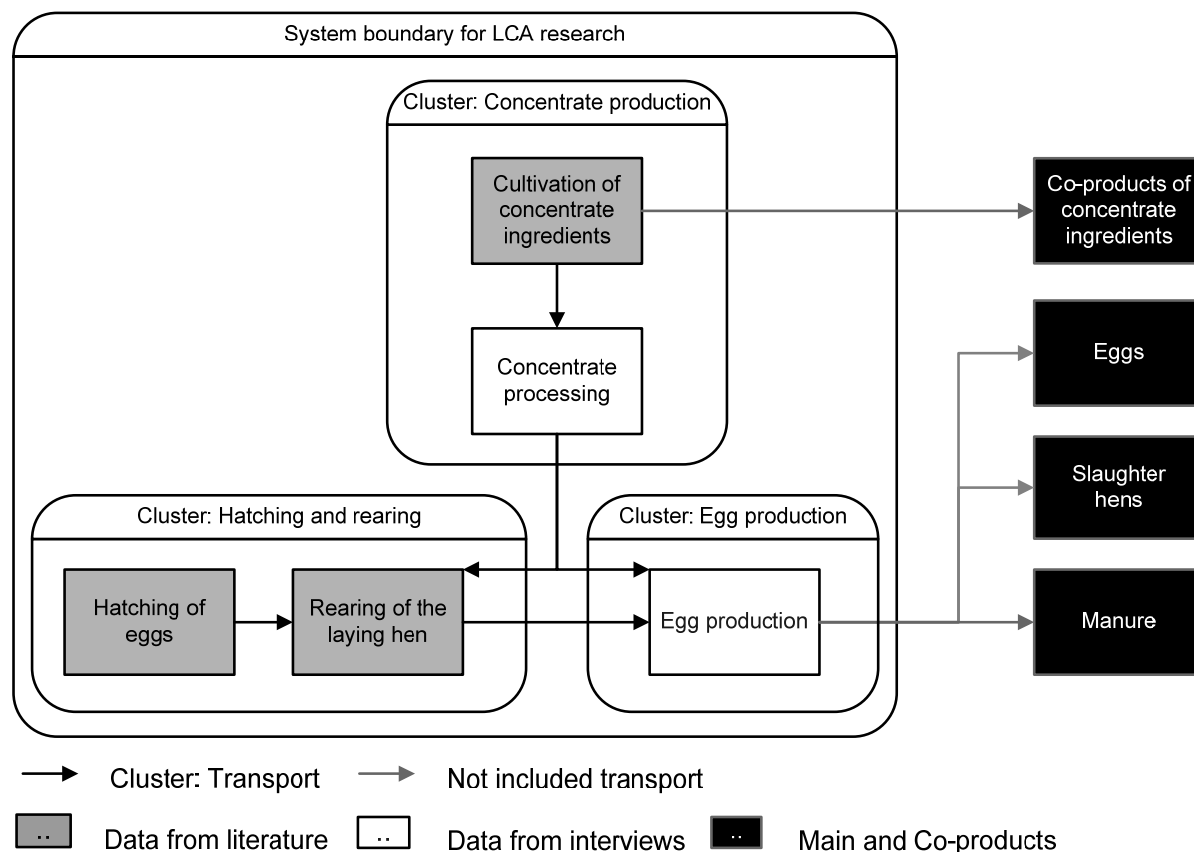 System boundary for LCA research
Cluster: Concentrate production
Cultivation of
concentrate
ingredients
Co-products of
concentrate
ingredients
Concentrate
processing
Eggs
Slaughter
hens
Cluster: Hatching and rearing
Cluster: Egg production
Hatching of
eggs
Rearing of the
laying hen
Egg production
Manure
Cluster: Transport
Not included transport
..
Data from literature
..
Data from interviews
..
Main and Co-products